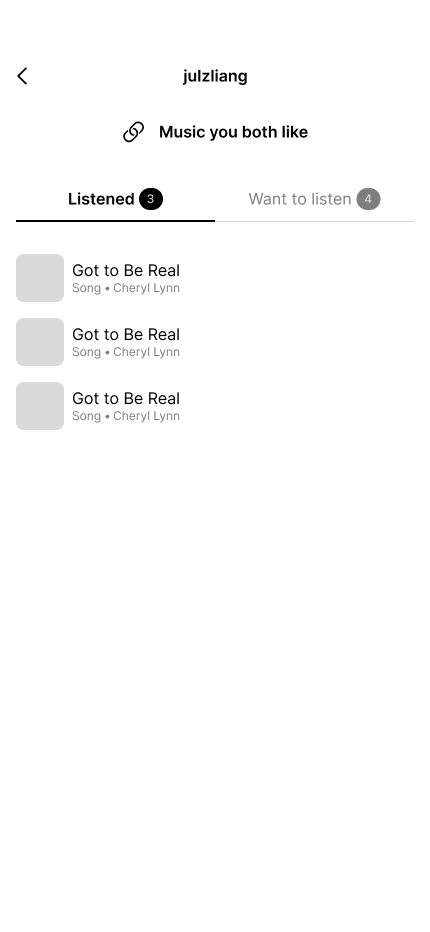 julzliang
Music you both like
Listened 3
Want to listen 4
Got to Be Real
Song • Cheryl Lynn
Got to Be Real
Song • Cheryl Lynn
Got to Be Real
Song • Cheryl Lynn